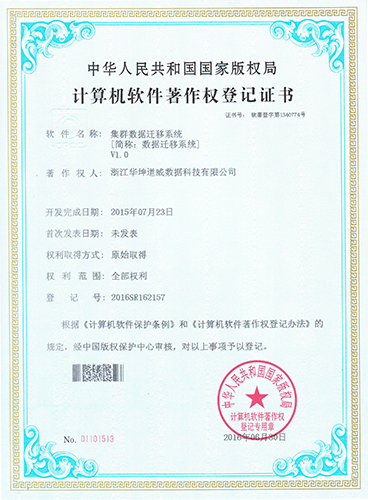 中华人民共和国国家版权局
计算机软件著作权登记证书
证书号: 软著登字第1340774号
软件名称: 集群数据迁移系统
[简称: 数据迁移系统]
V1.0
著作权人: 浙江华坤道威数据科技有限公司
开发完成日期: 2015年07月23日
首次发表日期: 未发表
权利取得方式: 原始取得
权利范围: 全部权利
登记号: 2016SR162157
根据《计算机软件保护条例》和《计算机软件著作权登记办法》的
规定, 经中国版权保护中心审核, 对以上事项予以登记。
中华人民共和国国家版权局
计算机软件著作权
登记专用章
No. 01101513
2016年06月30日